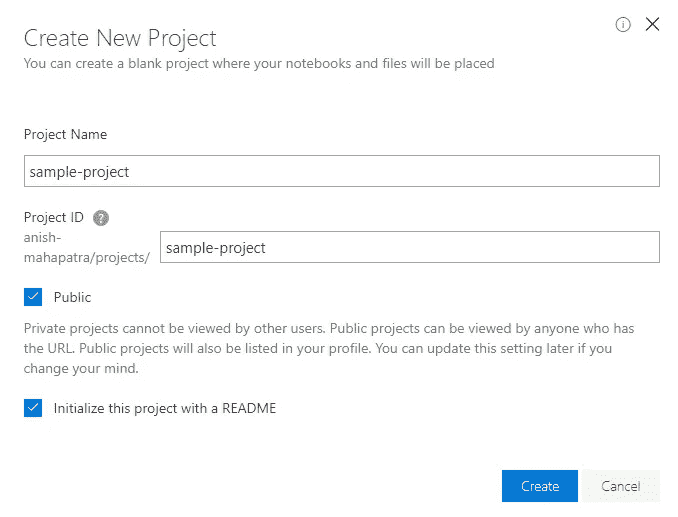 Create New Project
You can create a blank project where your notebooks and files will be placed
Project Name
sample-project
Project ID ?
anish-
mahapatra/projects/
sample-project
Public
Private projects cannot be viewed by other users. Public projects can be viewed by anyone who has
the URL. Public projects will also be listed in your profile. You can update this setting later if you
change your mind.
Initialize this project with a README
Create
Cancel